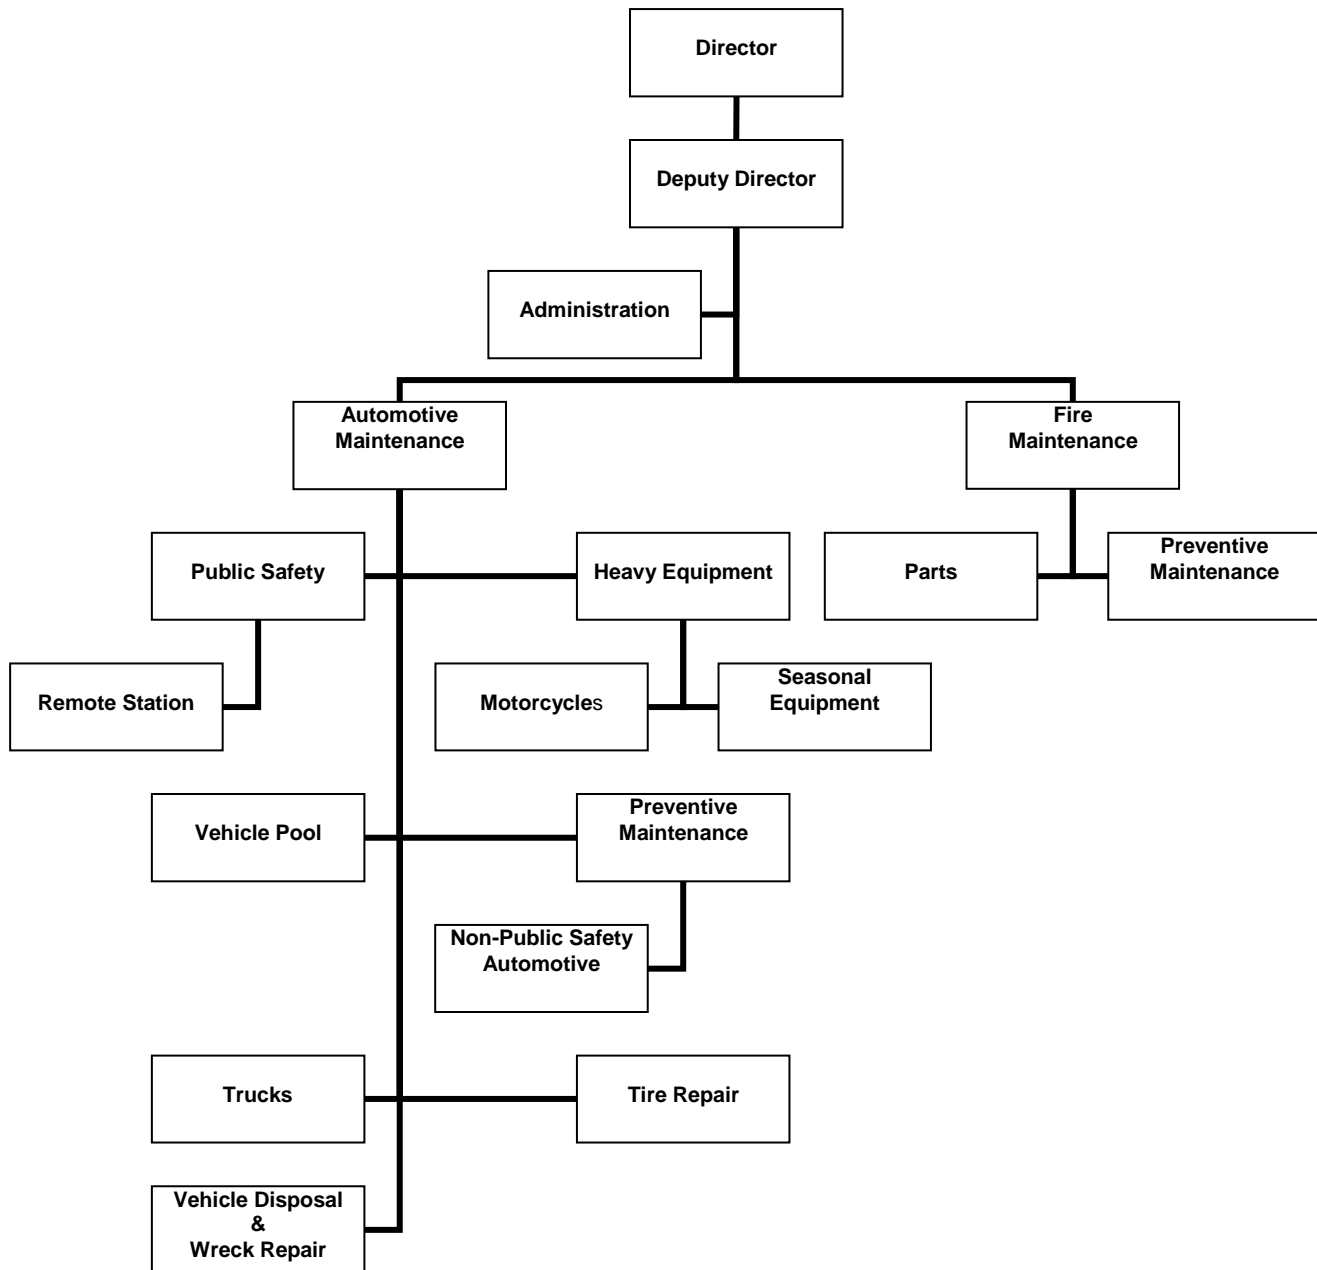 Director
Deputy Director
Administration
Automotive
Maintenance
Fire
Maintenance
Public Safety
Heavy Equipment
Parts
Preventive
Maintenance
Remote Station
Motorcycles
Seasonal
Equipment
Vehicle Pool
Preventive
Maintenance
Non-Public Safety
Automotive
Trucks
Tire Repair
Vehicle Disposal
&
Wreck Repair